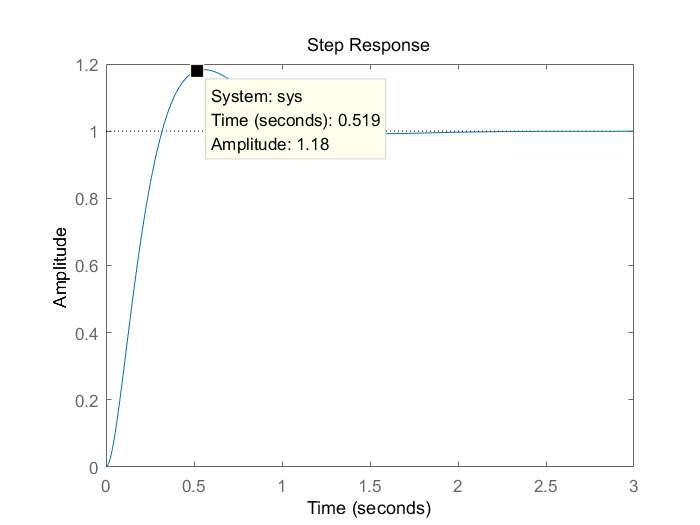 Step Response
1.2
System: sys
Time (seconds): 0.519
Amplitude: 1.18
1
0.8
0.6
0.4
0.2
0
Amplitude
0 0.5 1 1.5 2 2.5 3
Time (seconds)